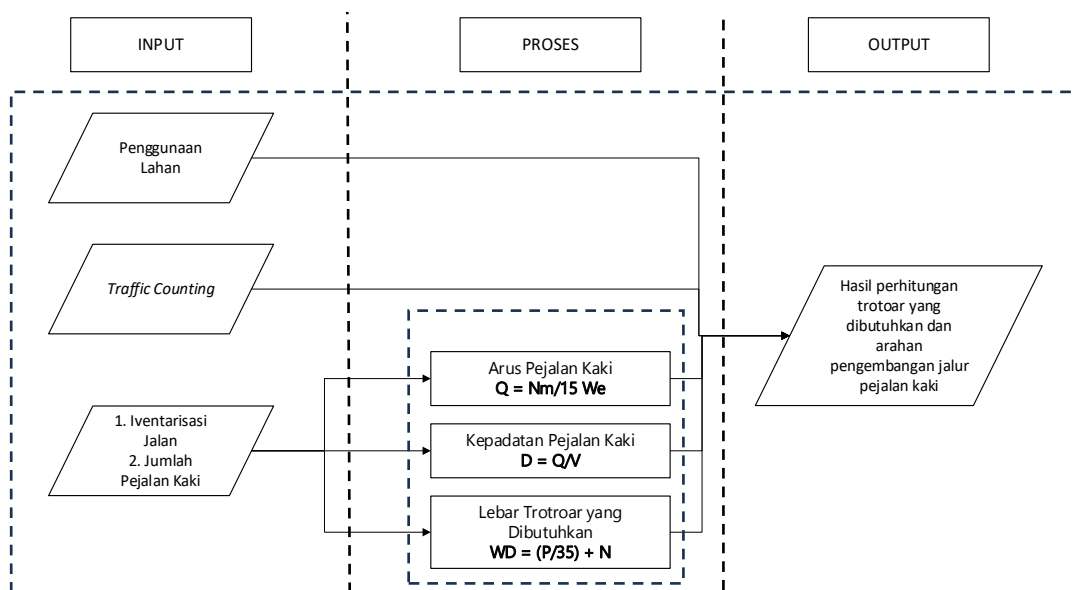 INPUT
PROSES
OUTPUT
Penggunaan
Lahan
Traffic Counting
1. Iventarisasi
Jalan
2. Jumlah
Pejalan Kaki
Arus Pejalan Kaki
Q = Nm/15 We
Kepadatan Pejalan Kaki
D = Q/V
Lebar Trotroar yang
Dibutuhkan
WD = (P/35) + N
Hasil perhitungan
trotoar yang
dibutuhkan dan
arahan
pengembangan jalur
pejalan kaki